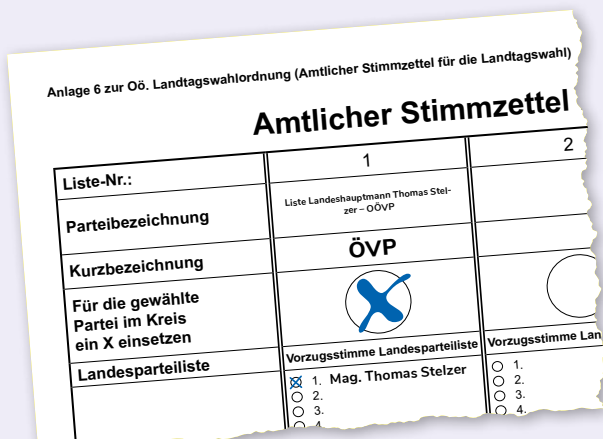 Anlage 6 zur Oö. Landtagswahlordnung (Amtlicher Stimmzettel für die Landtagswahl)
Amtlicher Stimmzettel
Liste-Nr.: 1 2
Parteibezeichnung
Liste Landeshauptmann Thomas Stel-
zer – OÖVP
Kurzbezeichnung ÖVP
Für die gewählte
Partei im Kreis
ein X einsetzen
Landesparteiliste Vorzugsstimme Landesparteiliste Vorzugsstimme
1. Mag. Thomas Stelzer 1.
2. 2.
3. 3.
4. 4.